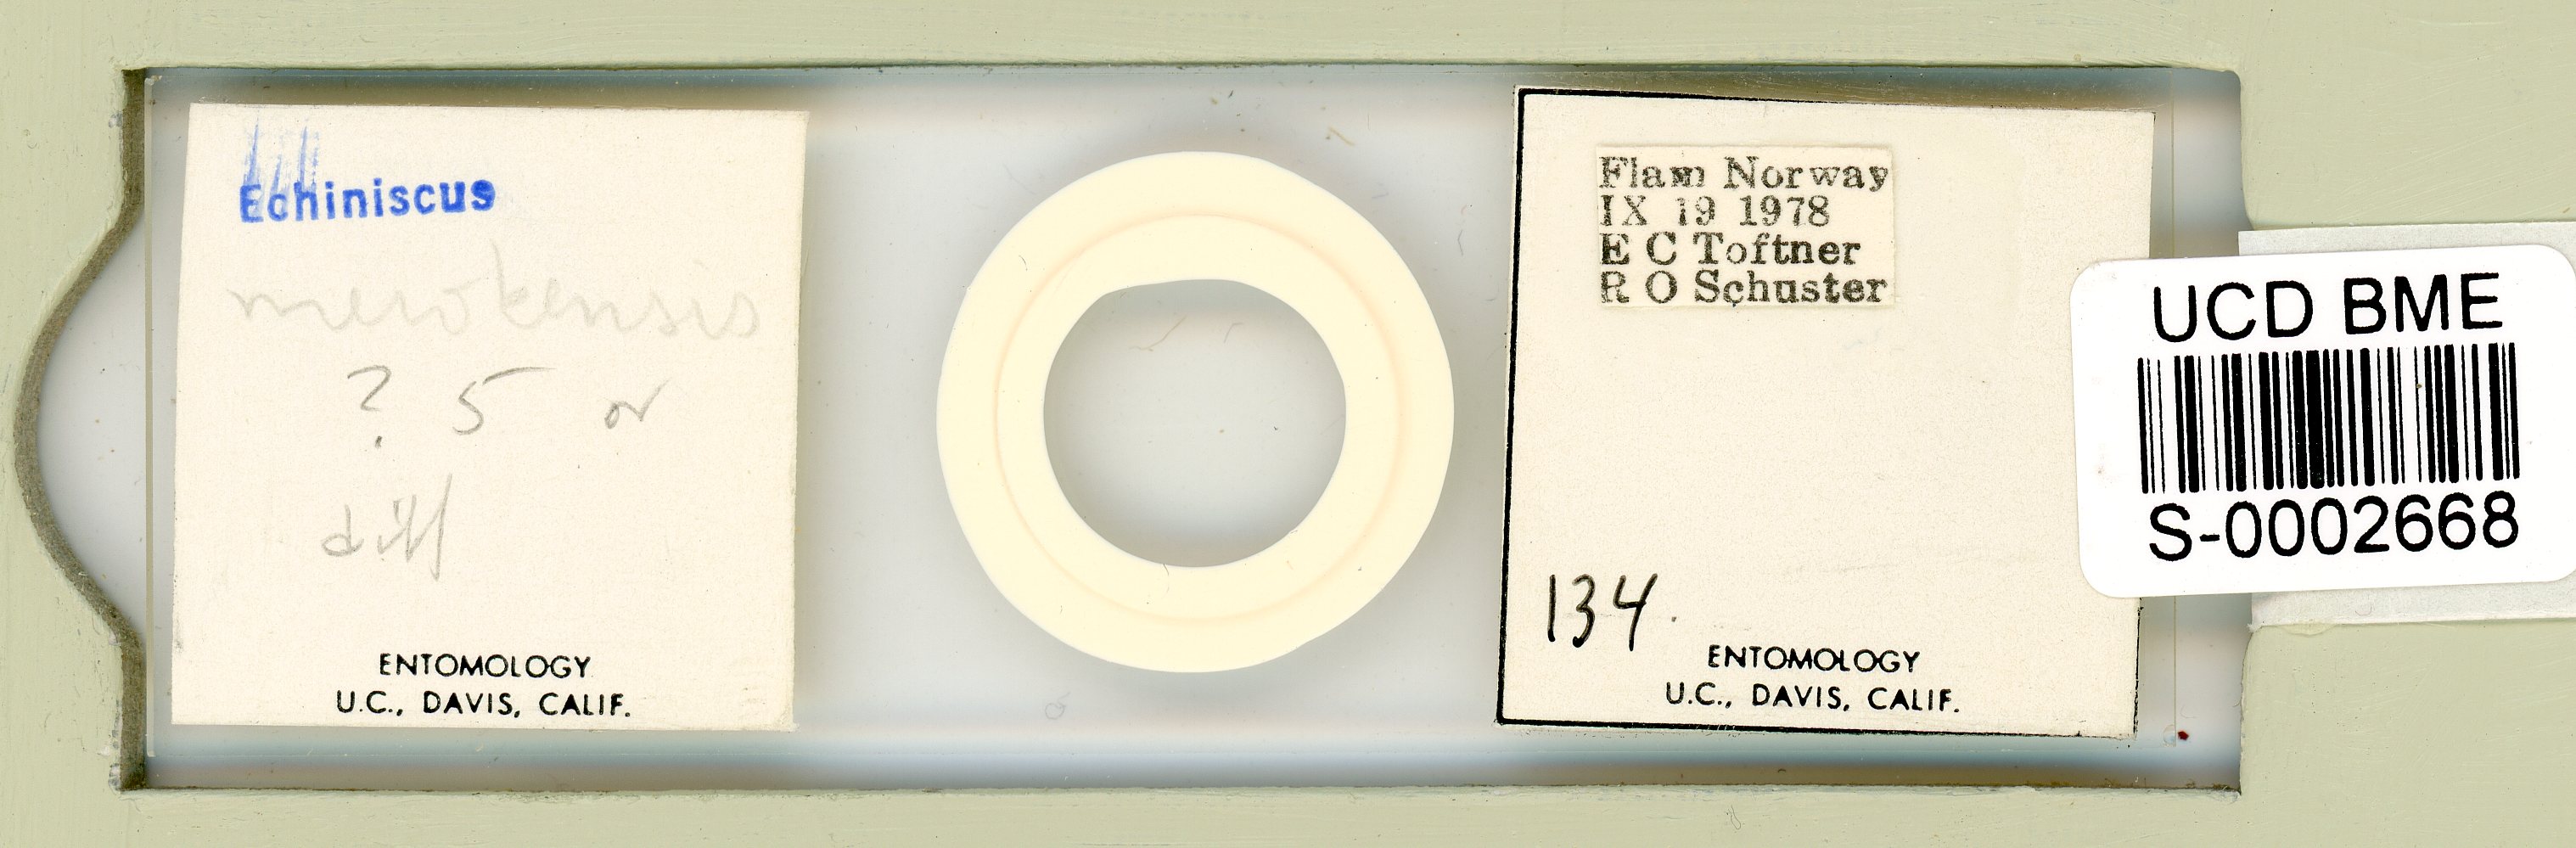 Echiniscus
merokensis
? 5 or
diff
ENTOMOLOGY
U.C., DAVIS, CALIF.
Flam Norway
IX 19 1978
E C Toftner
R O Schuster
134.
ENTOMOLOGY
U.C., DAVIS, CALIF.
UCD BME
S-0002668